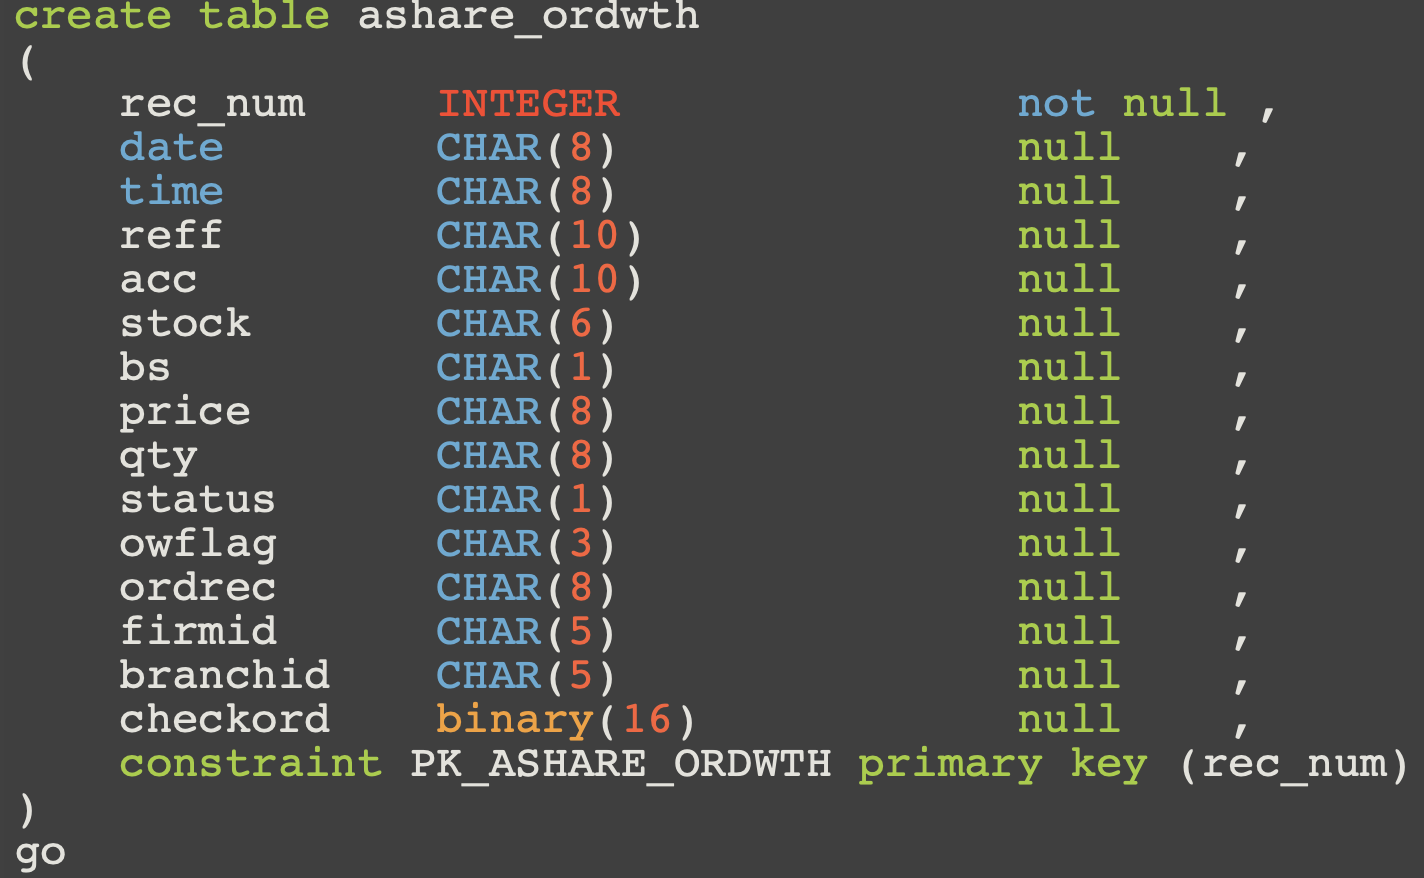 create table ashare_ordwth
(
rec_num INTEGER not null ,
date CHAR(8) null ,
time CHAR(8) null ,
reff CHAR(10) null ,
acc CHAR(10) null ,
stock CHAR(6) null ,
bs CHAR(1) null ,
price CHAR(8) null ,
qty CHAR(8) null ,
status CHAR(1) null ,
owflag CHAR(3) null ,
ordrec CHAR(8) null ,
firmid CHAR(5) null ,
branchid CHAR(5) null ,
checkord binary(16) null ,
constraint PK_ASHARE_ORDWTH primary key (rec_num)
)
go